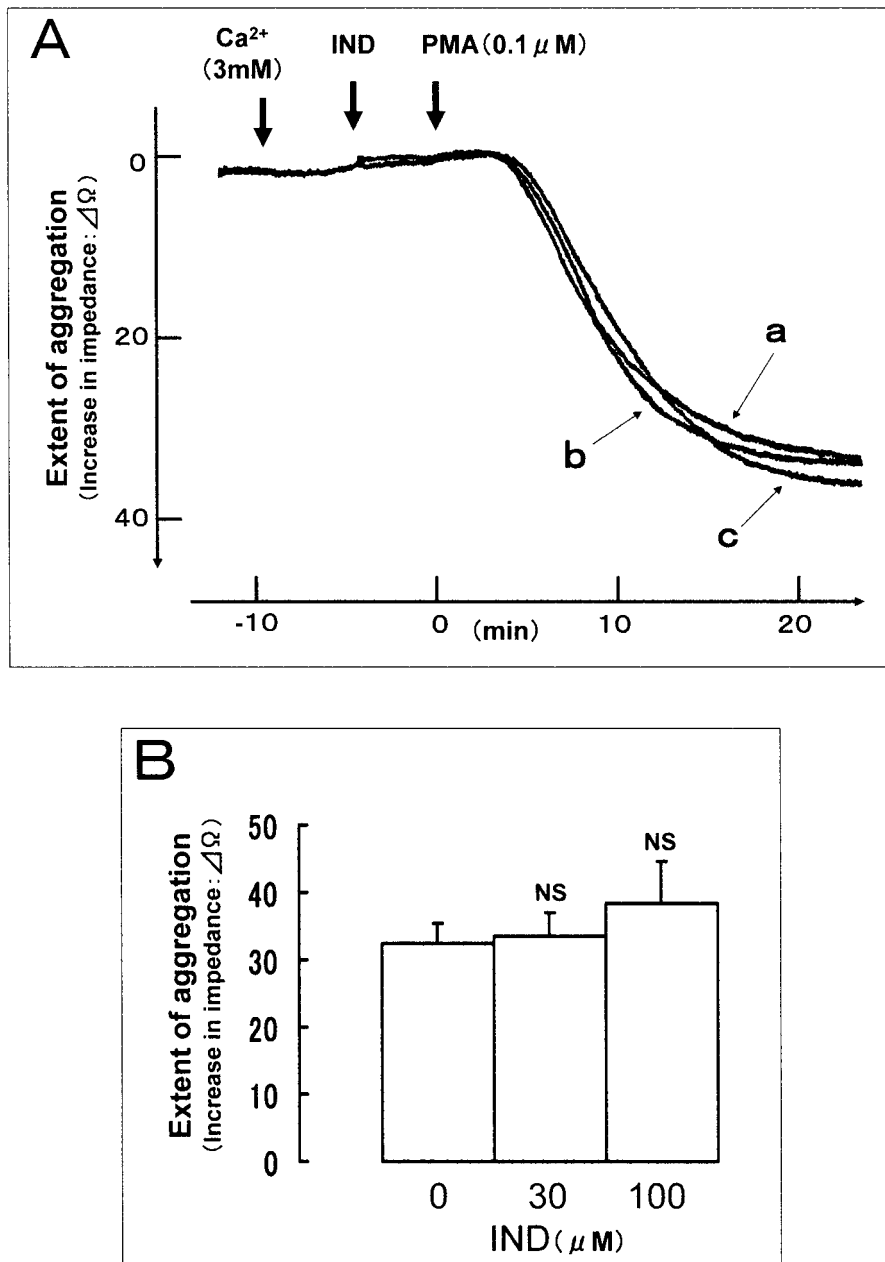 A
Ca²⁺
(3mM)
IND
PMA(0.1 μM)
Extent of aggregation
(Increase in impedance: ⊿Ω)
0
20
40
a
b
c
-10
0
(min)
10
20
B
Extent of aggregation
(Increase in impedance: ⊿Ω)
50
40
30
20
10
0
NS
NS
0
30
100
IND(μM)